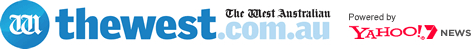 W thewest.com.au
The West Australian
Powered by
YAHOO!7 NEWS